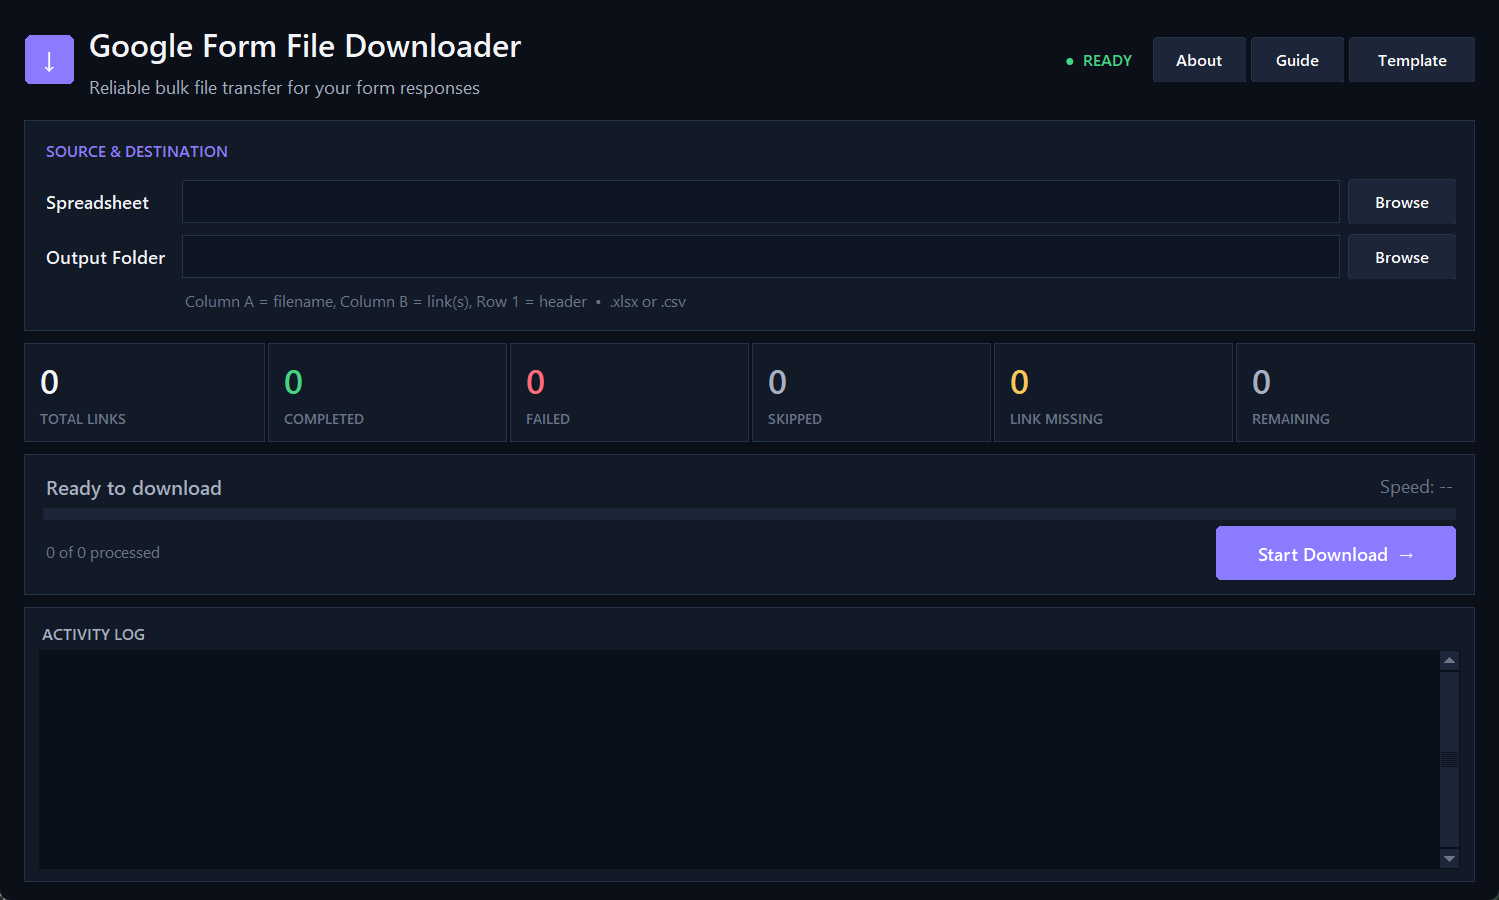 Google Form File Downloader
Reliable bulk file transfer for your form responses
● READY
About
Guide
Template
SOURCE & DESTINATION
Spreadsheet
Browse
Output Folder
Browse
Column A = filename, Column B = link(s), Row 1 = header • .xlsx or .csv
0
TOTAL LINKS
0
COMPLETED
0
FAILED
0
SKIPPED
0
LINK MISSING
0
REMAINING
Ready to download
Speed: --
0 of 0 processed
Start Download →
ACTIVITY LOG